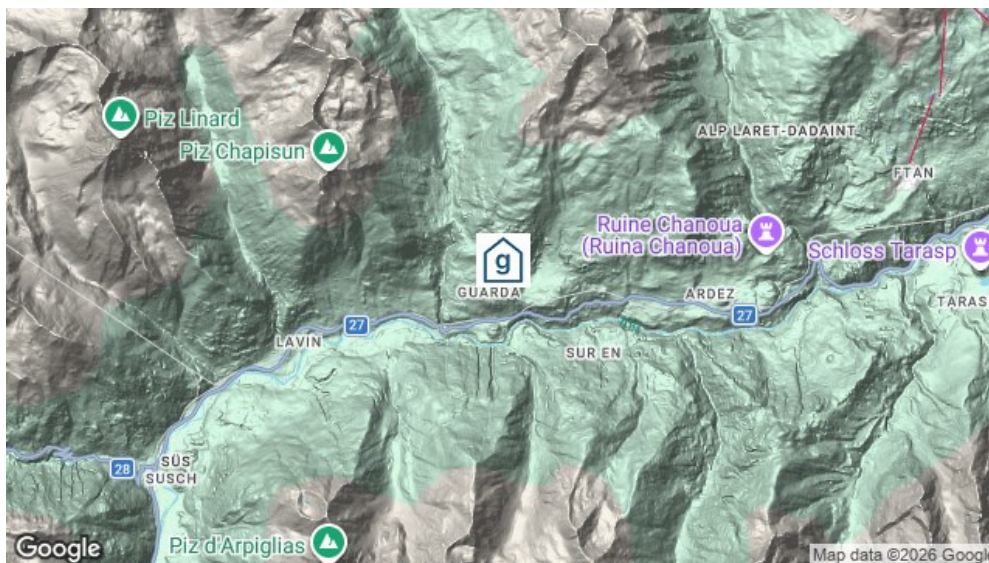 Piz Linard
Piz Chapisun
ALP LARET-DADAINT
FTAN
Ruine Chanoua
(Ruina Chanoua)
Schloss Tarasp
g
GUARDA
ARDEZ
TARAS
27
27
LAVIN
SUR EN
28
SÜS
SUSCH
Piz d'Arpiglias
Google
Map data ©2026 Google